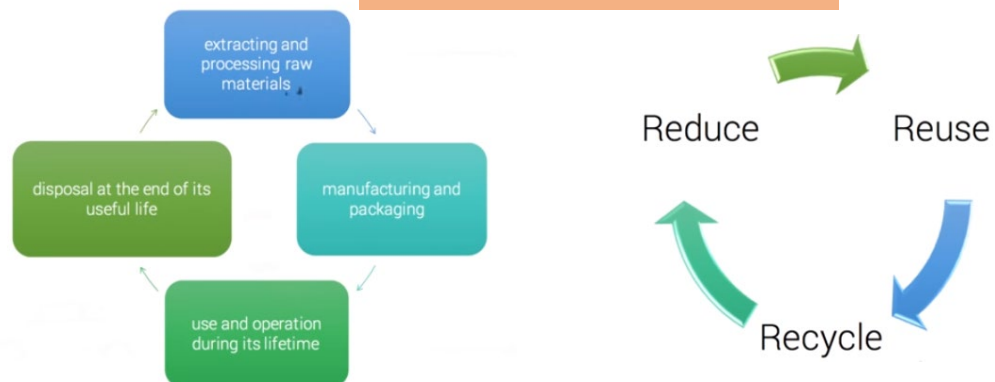 extracting and
processing raw
materials
manufacturing and
packaging
use and operation
during its lifetime
disposal at the end of its
useful life
Reduce
Reuse
Recycle